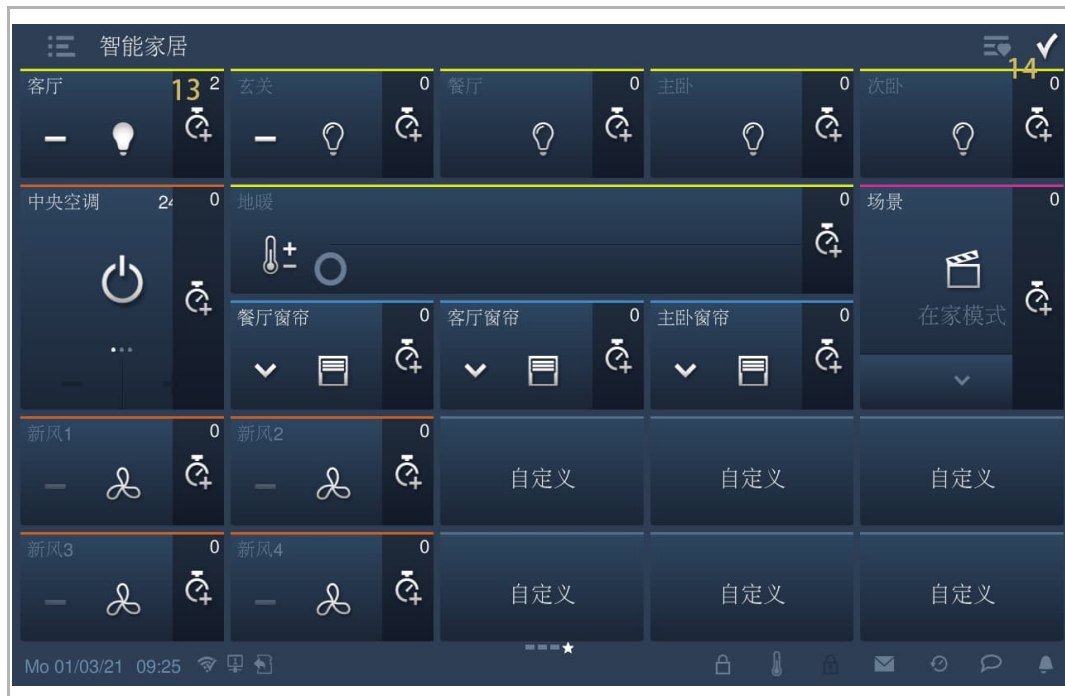 智能家居
14
客厅 13 2
玄关 0
餐厅 0
主卧 0
次卧 0
中央空调 24 0
地暖 0
场景 0
在家模式
餐厅窗帘 0
客厅窗帘 0
主卧窗帘 0
新风1 0
新风2 0
自定义
自定义
自定义
新风3 0
新风4 0
自定义
自定义
自定义
Mo 01/03/21 09:25